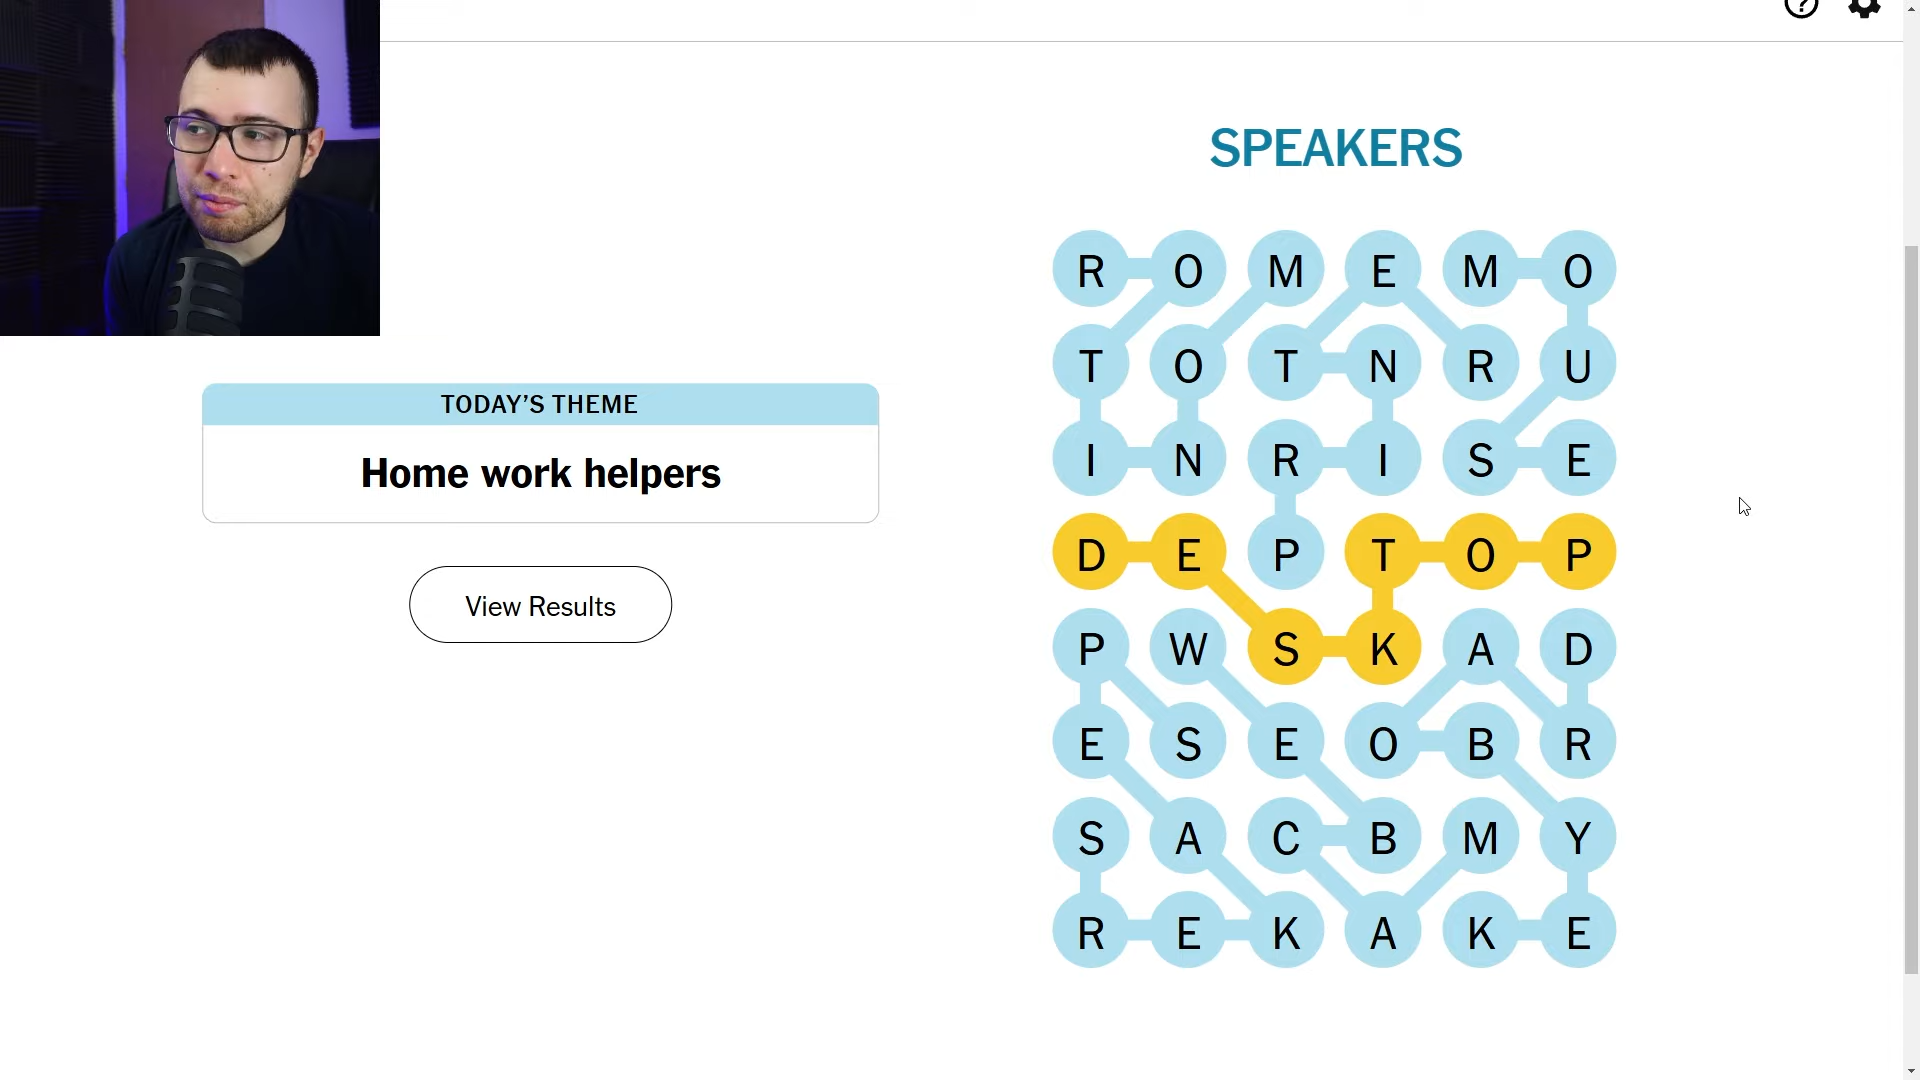 SPEAKERS
TODAY'S THEME
Home work helpers
View Results
R O M E M O
T O T N R U
I N R I S E
D E P T O P
P W S K A D
E S E O B R
S A C B M Y
R E K A K E